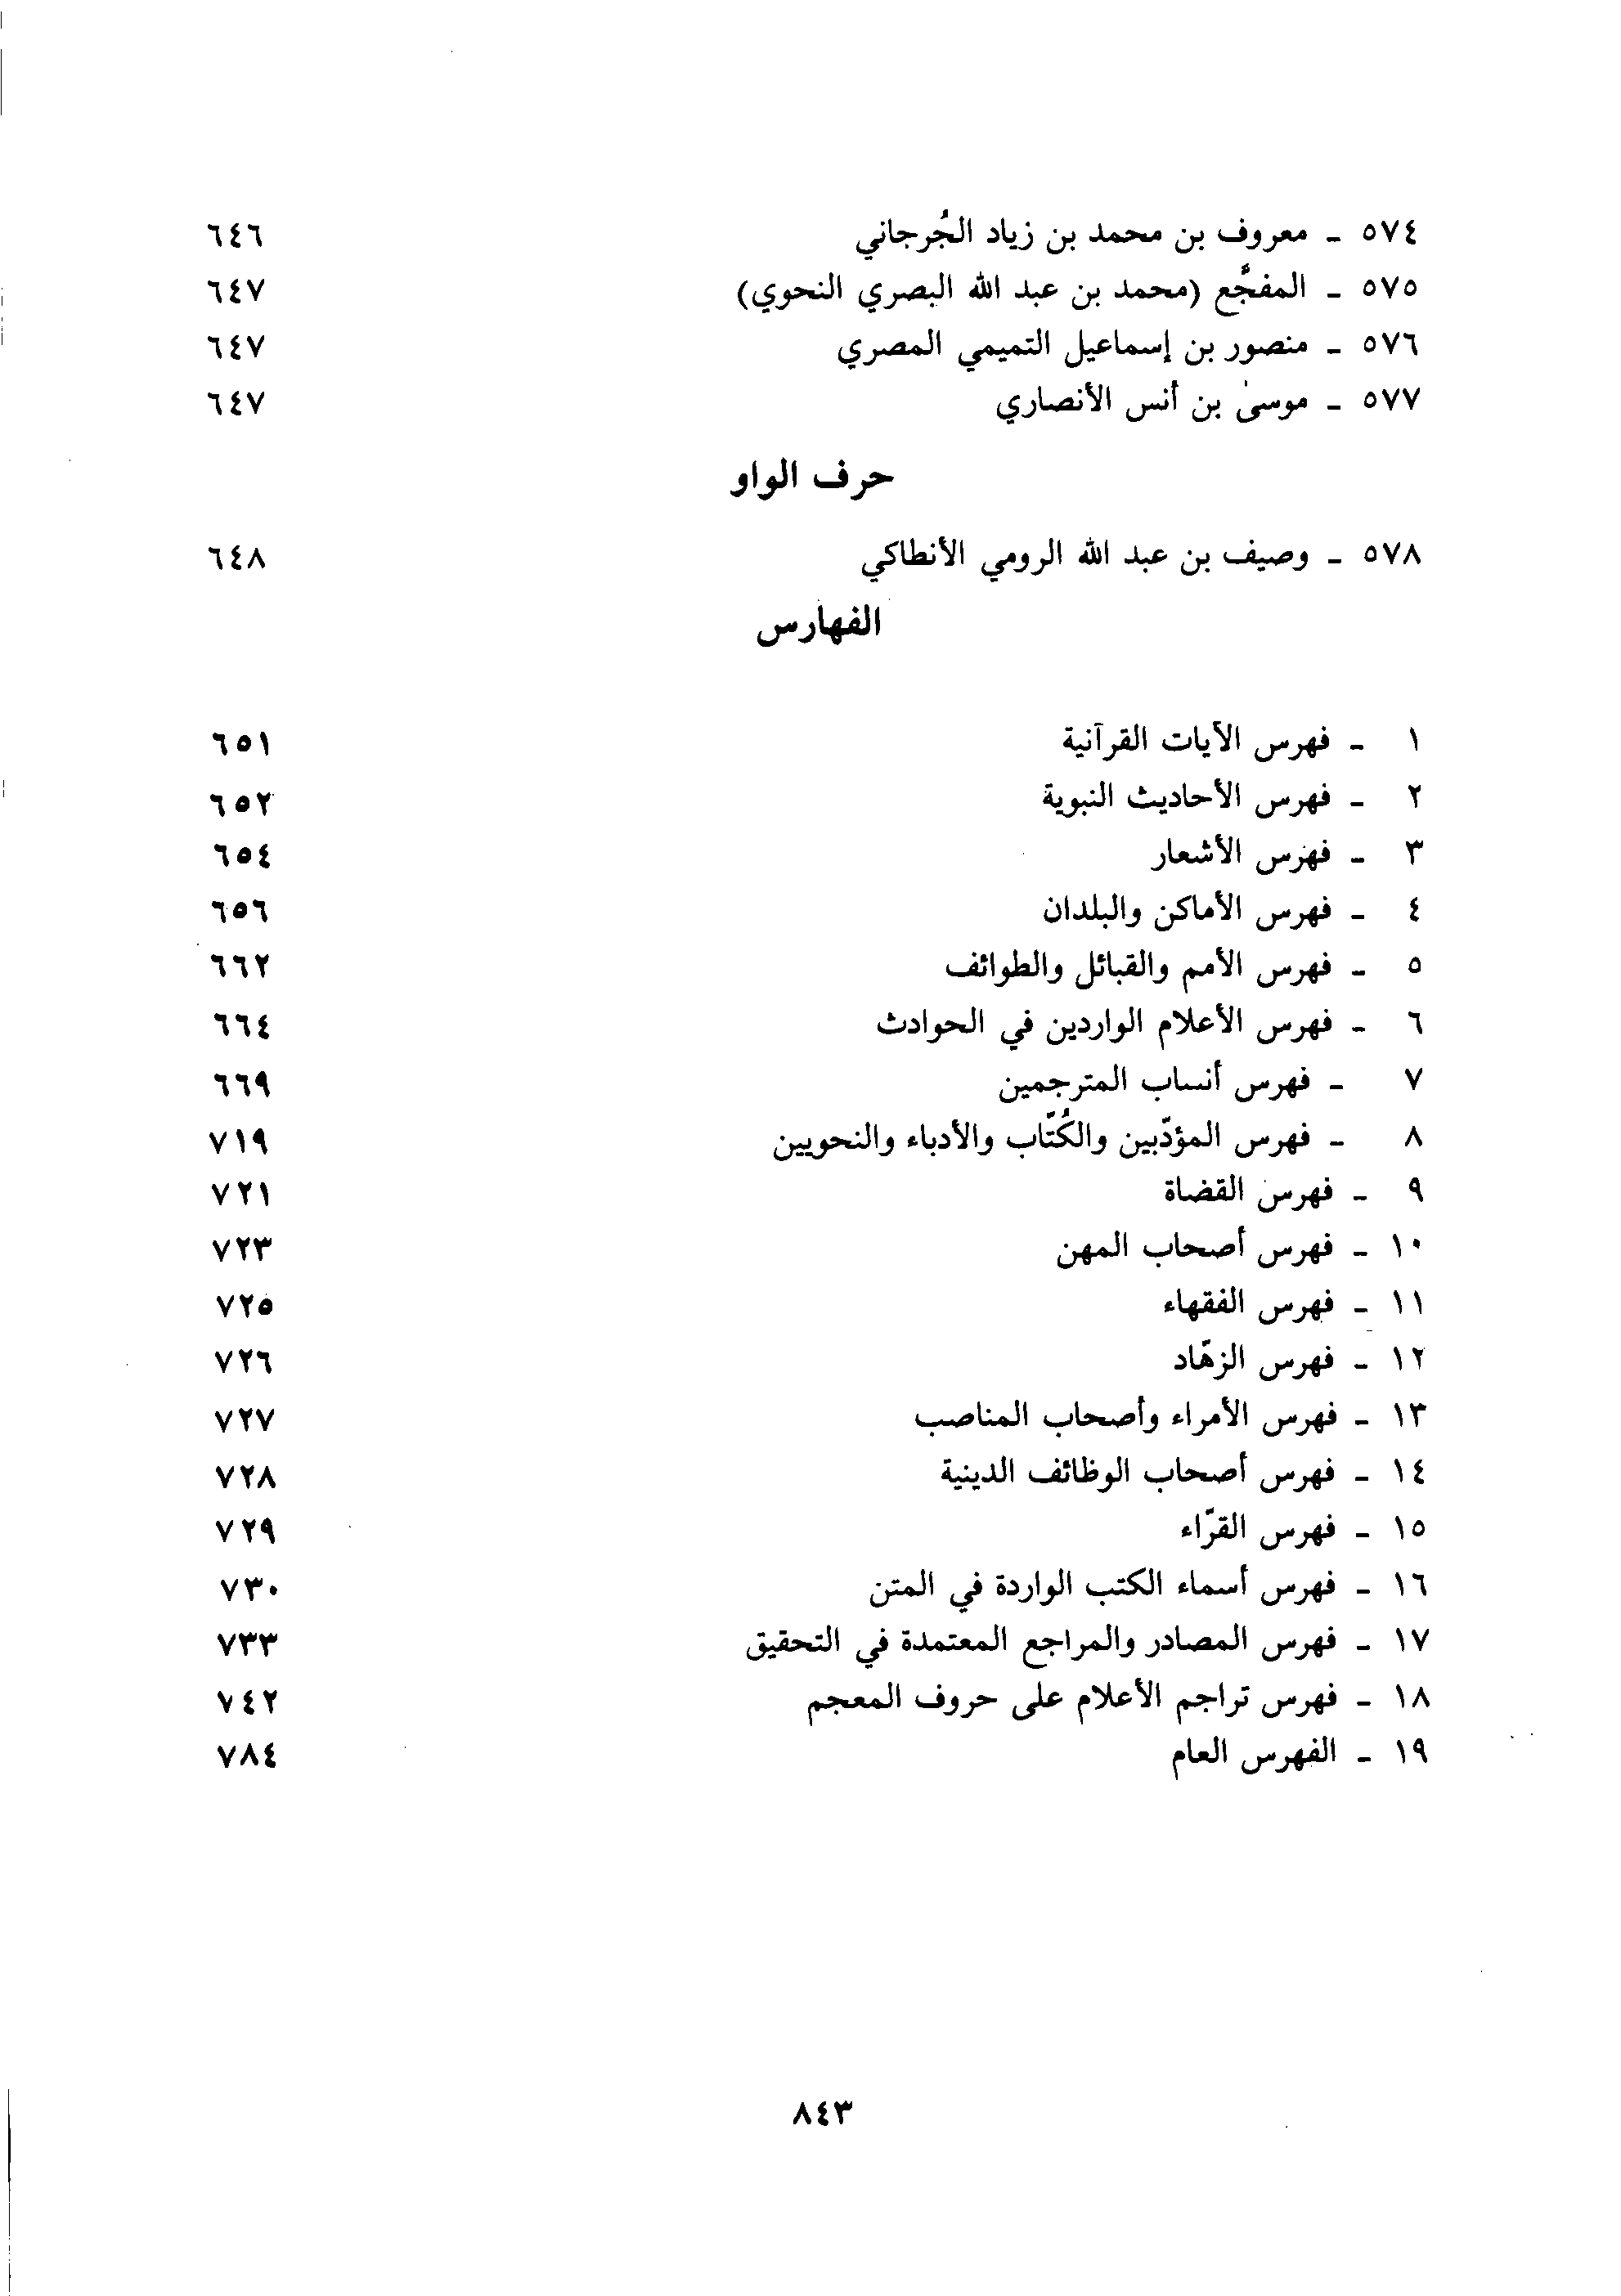 ٥٧٤ - معروف بن محمد بن زياد الجُرجاني ٦٤٦
٥٧٥ - المفجَّع (محمد بن عبد الله البصري النحوي) ٦٤٧
٥٧٦ - منصور بن إسماعيل التميمي المصري ٦٤٧
٥٧٧ - موسىٰ بن أنس الأنصاري ٦٤٧
حرف الواو
٥٧٨ - وصيف بن عبد الله الرومي الأنطاكي ٦٤٨
الفهارس
١ - فهرس الآيات القرآنية ٦٥١
٢ - فهرس الأحاديث النبوية ٦٥٢
٣ - فهرس الأشعار ٦٥٤
٤ - فهرس الأماكن والبلدان ٦٥٦
٥ - فهرس الأمم والقبائل والطوائف ٦٦٢
٦ - فهرس الأعلام الواردين في الحوادث ٦٦٤
٧ - فهرس أنساب المترجمين ٦٦٩
٨ - فهرس المؤدّبين والكُتّاب والأدباء والنحويين ٧١٩
٩ - فهرس القضاة ٧٢١
١٠ - فهرس أصحاب المهن ٧٢٣
١١ - فهرس الفقهاء ٧٢٥
١٢ - فهرس الزهّاد ٧٢٦
١٣ - فهرس الأمراء وأصحاب المناصب ٧٢٧
١٤ - فهرس أصحاب الوظائف الدينية ٧٢٨
١٥ - فهرس القرّاء ٧٢٩
١٦ - فهرس أسماء الكتب الواردة في المتن ٧٣٠
١٧ - فهرس المصادر والمراجع المعتمدة في التحقيق ٧٣٣
١٨ - فهرس تراجم الأعلام على حروف المعجم ٧٤٢
١٩ - الفهرس العام ٧٨٤
٨٤٣